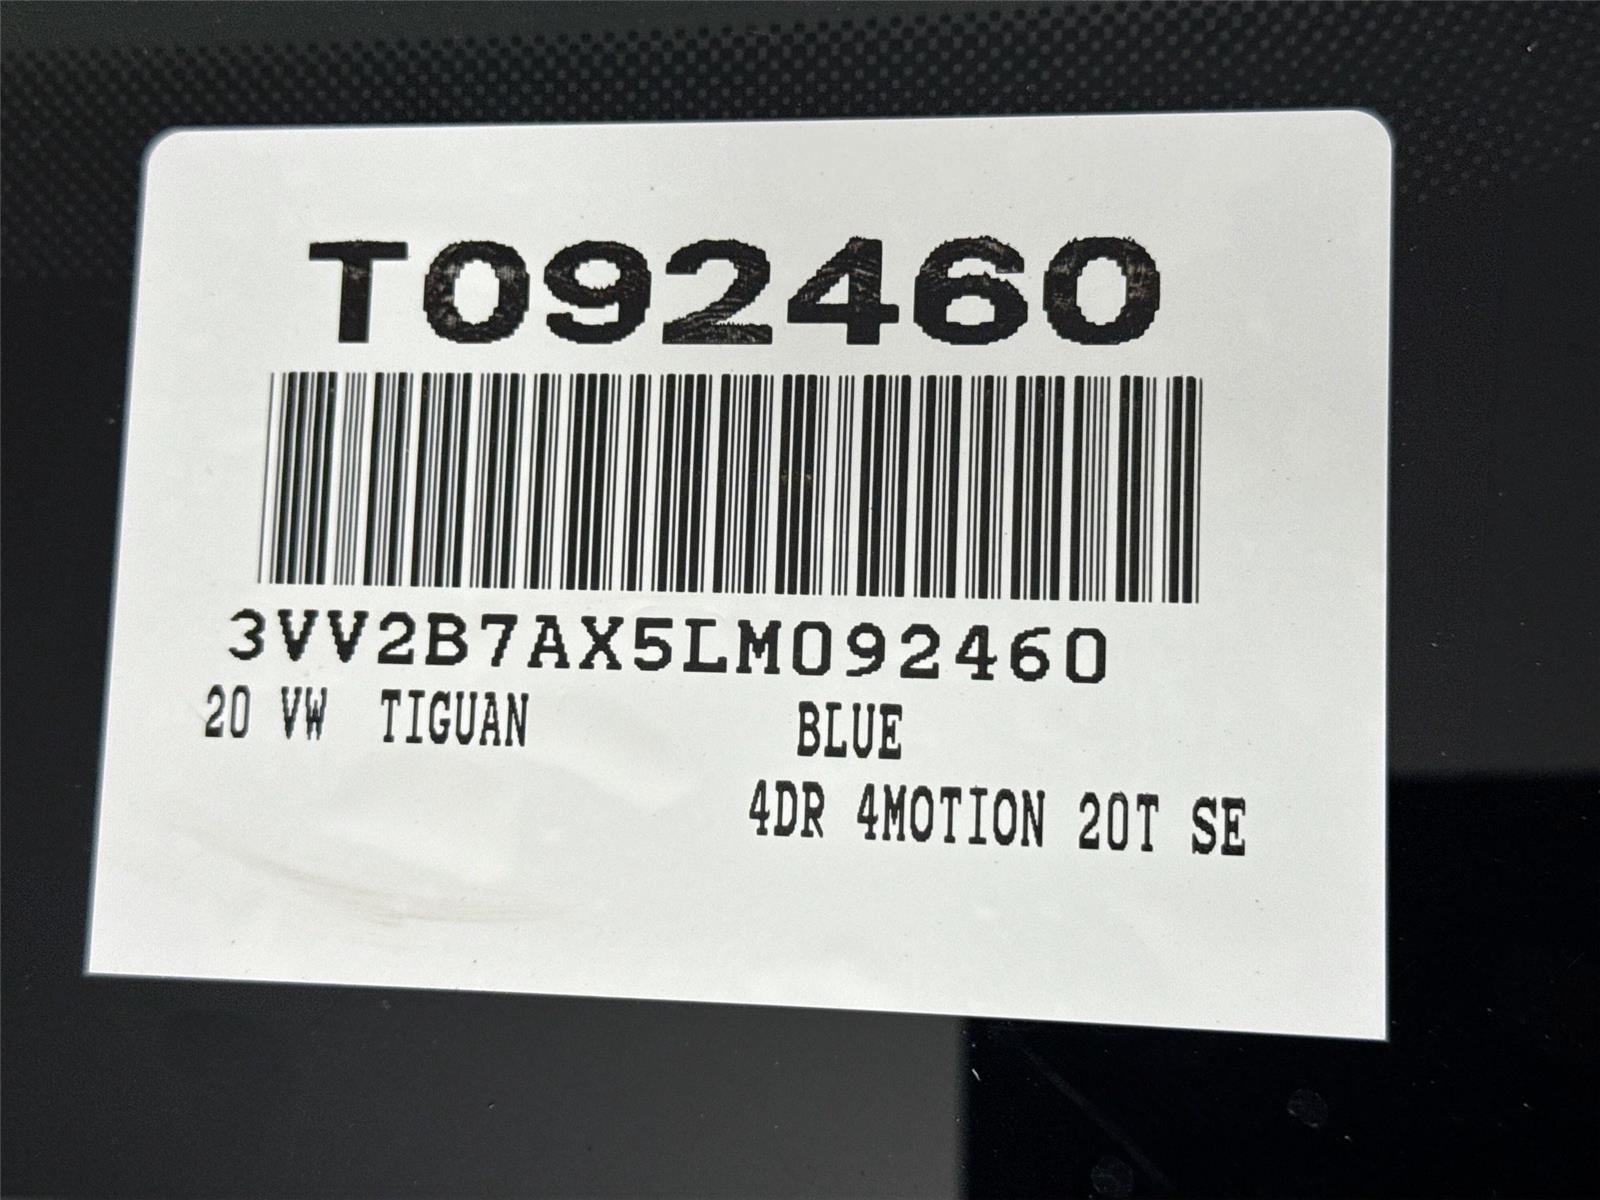 T092460
3VV2B7AX5LM092460
20 VW TIGUAN BLUE
4DR 4MOTION 20T SE